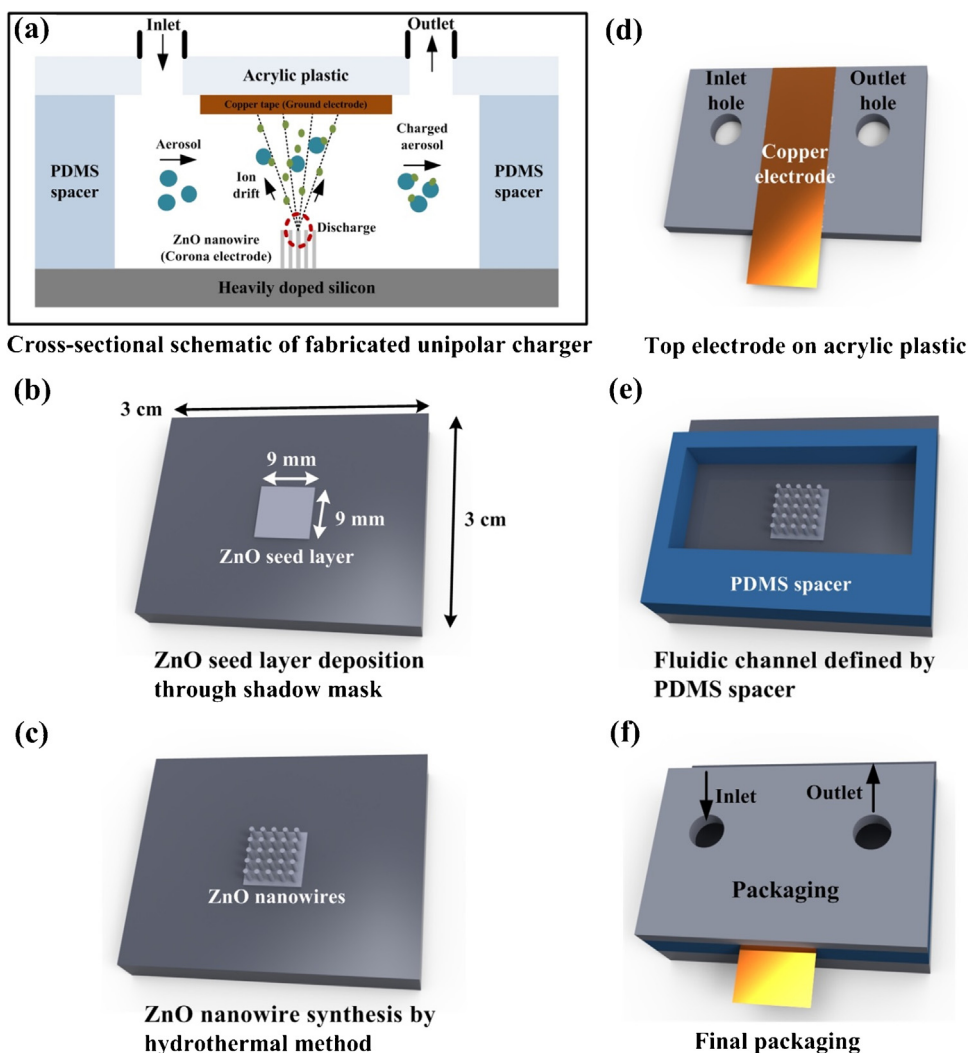 (a)
Inlet
Outlet
Acrylic plastic
Copper tape (Ground electrode)
PDMS
spacer
Aerosol
Ion
drift
Charged
aerosol
PDMS
spacer
Discharge
ZnO nanowire
(Corona electrode)
Heavily doped silicon
Cross-sectional schematic of fabricated unipolar charger
(d)
Inlet
hole
Outlet
hole
Copper
electrode
Top electrode on acrylic plastic
(b)
3 cm
9 mm
9 mm
3 cm
ZnO seed layer
ZnO seed layer deposition
through shadow mask
(e)
PDMS spacer
Fluidic channel defined by
PDMS spacer
(c)
ZnO nanowires
ZnO nanowire synthesis by
hydrothermal method
(f)
Inlet
Outlet
Packaging
Final packaging